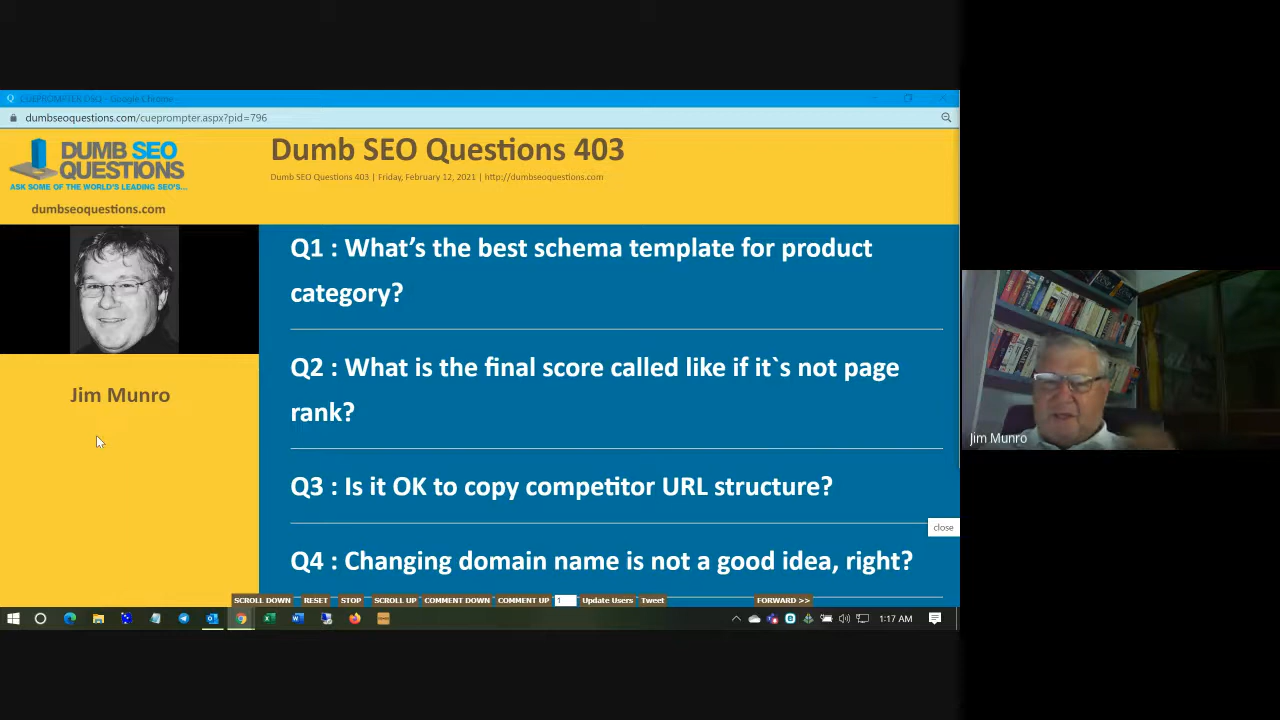 CUEPROMPTER DSQ - Google Chrome
dumbseoquestions.com/cueprompter.aspx?pid=796
DUMB SEO
QUESTIONS
ASK SOME OF THE WORLD'S LEADING SEO'S...
dumbseoquestions.com
Dumb SEO Questions 403
Dumb SEO Questions 403 | Friday, February 12, 2021 | http://dumbseoquestions.com
Jim Munro
Q1 : What’s the best schema template for product
category?
Q2 : What is the final score called like if it`s not page
rank?
Q3 : Is it OK to copy competitor URL structure?
close
Q4 : Changing domain name is not a good idea, right?
SCROLL DOWN RESET STOP SCROLL UP COMMENT DOWN COMMENT UP 1 Update Users Tweet FORWARD >>
1:17 AM
Jim Munro